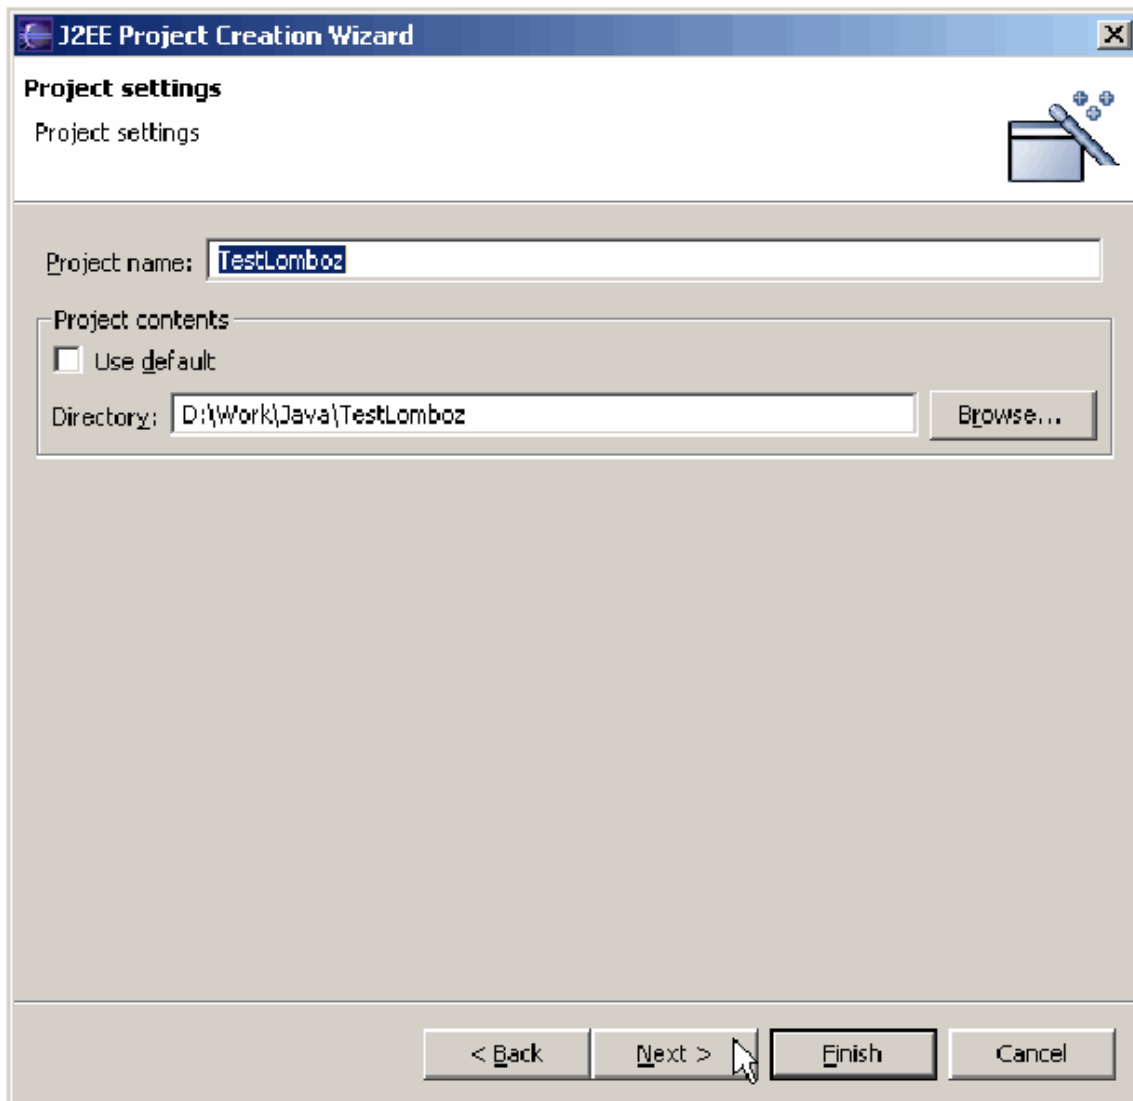 J2EE Project Creation Wizard
Project settings
Project settings
Project name: TestLomboz
Project contents
Use default
Directory: D:\Work\Java\TestLomboz Browse...
< Back Next > Finish Cancel